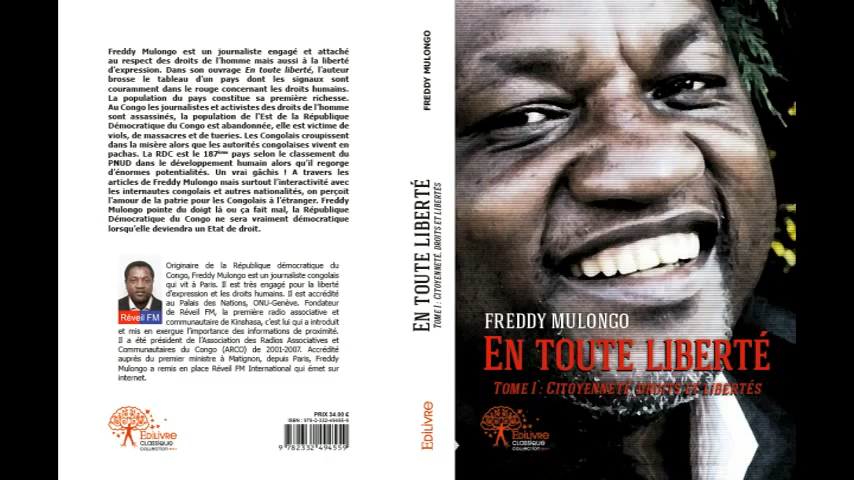 Freddy Mulongo est un journaliste engagé et attaché
au respect des droits de l'homme mais aussi à la liberté
d'expression. Dans son ouvrage En toute liberté, l'auteur
brosse le tableau d'un pays dont les signaux sont
couramment dans le rouge concernant les droits humains.
La population du pays constitue sa première richesse.
Au Congo les journalistes et activistes des droits de l'homme
sont assassinés, la population de l'Est de la République
Démocratique du Congo est abandonnée, elle est victime de
viols, de massacres et de tueries. Les Congolais croupissent
dans la misère alors que les autorités congolaises vivent en
pachas. La RDC est le 187ème pays selon le classement du
PNUD dans le développement humain alors qu'il regorge
d'énormes potentialités. Un vrai gâchis ! A travers les
articles de Freddy Mulongo mais surtout l'interactivité avec
les internautes congolais et autres nationalités, on perçoit
l'amour de la patrie pour les Congolais à l'étranger. Freddy
Mulongo pointe du doigt là ou ça fait mal, la République
Démocratique du Congo ne sera vraiment démocratique
lorsqu'elle deviendra un Etat de droit.
Originaire de la République démocratique du
Congo, Freddy Mulongo est un journaliste congolais
qui vit à Paris. Il est très engagé pour la liberté
d'expression et les droits humains. Il est accrédité
au Palais des Nations, ONU-Genève. Fondateur
de Réveil FM, la première radio associative et
communautaire de Kinshasa, c'est lui qui a introduit
et mis en exergue l'importance des informations de proximité.
Il a été président de l'Association des Radios Associatives et
Communautaires du Congo (ARCO) de 2001-2007. Accrédité
auprès du premier ministre à Matignon, depuis Paris, Freddy
Mulongo a remis en place Réveil FM International qui émet sur
internet.
Réveil FM
EDILIVRE
CLASSIQUE
collection
PRIX 34.00 €
ISBN : 978-2-332-49455-9
9 782332 494559
FREDDY MULONGO
EN TOUTE LIBERTÉ
TOME I : CITOYENNETÉ, DROITS ET LIBERTÉS
EDILIVRE
FREDDY MULONGO
EN TOUTE LIBERTÉ
TOME I : CITOYENNETÉ, DROITS ET LIBERTÉS
EDILIVRE
CLASSIQUE
collection